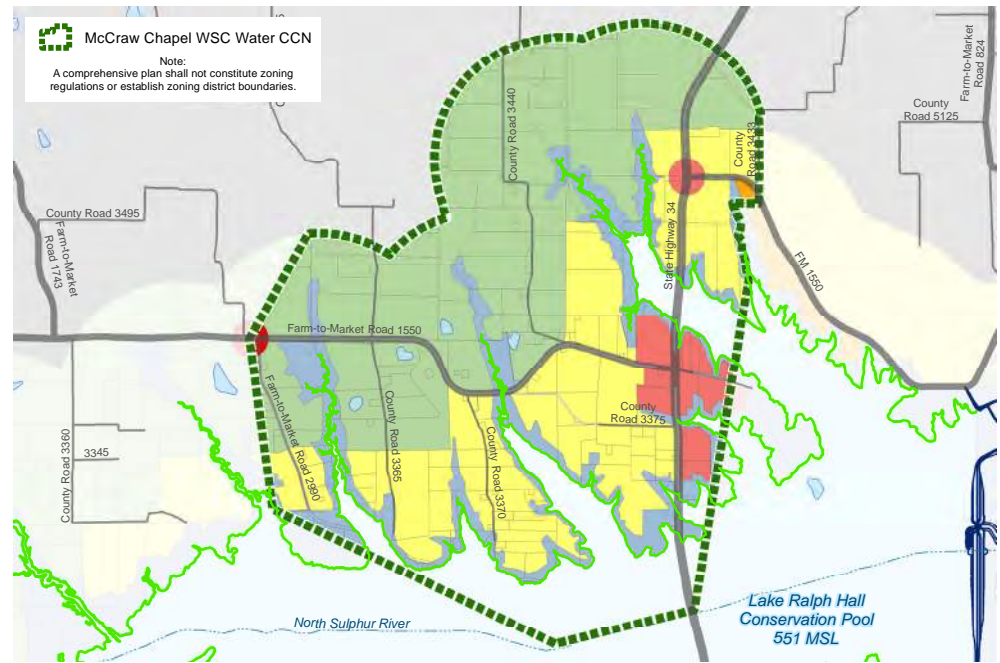 McCraw Chapel WSC Water CCN
Note:
A comprehensive plan shall not constitute zoning
regulations or establish zoning district boundaries.
County Road 3440
Farm-to-Market
Road 824
County
Road 5125
County
Road 3433
County Road 3495
Farm-to-Market
Road 1743
State Highway 34
FM 1550
Farm-to-Market Road 1550
Farm-to-Market Road 2990
County Road 3365
County Road 3370
County
Road 3375
County Road 3360
3345
North Sulphur River
Lake Ralph Hall
Conservation Pool
551 MSL